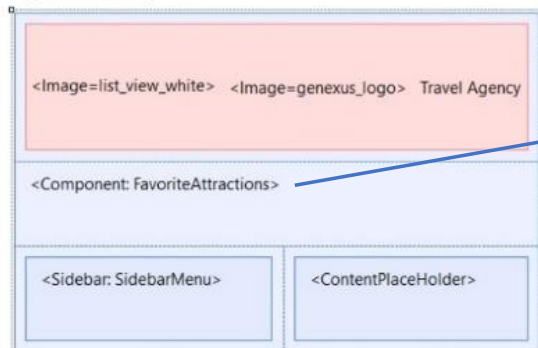 <Image=list_view_white> <Image=genexus_logo> Travel Agency
<Component: FavoriteAttractions>
<Sidebar: SidebarMenu> <ContentPlaceHolder>